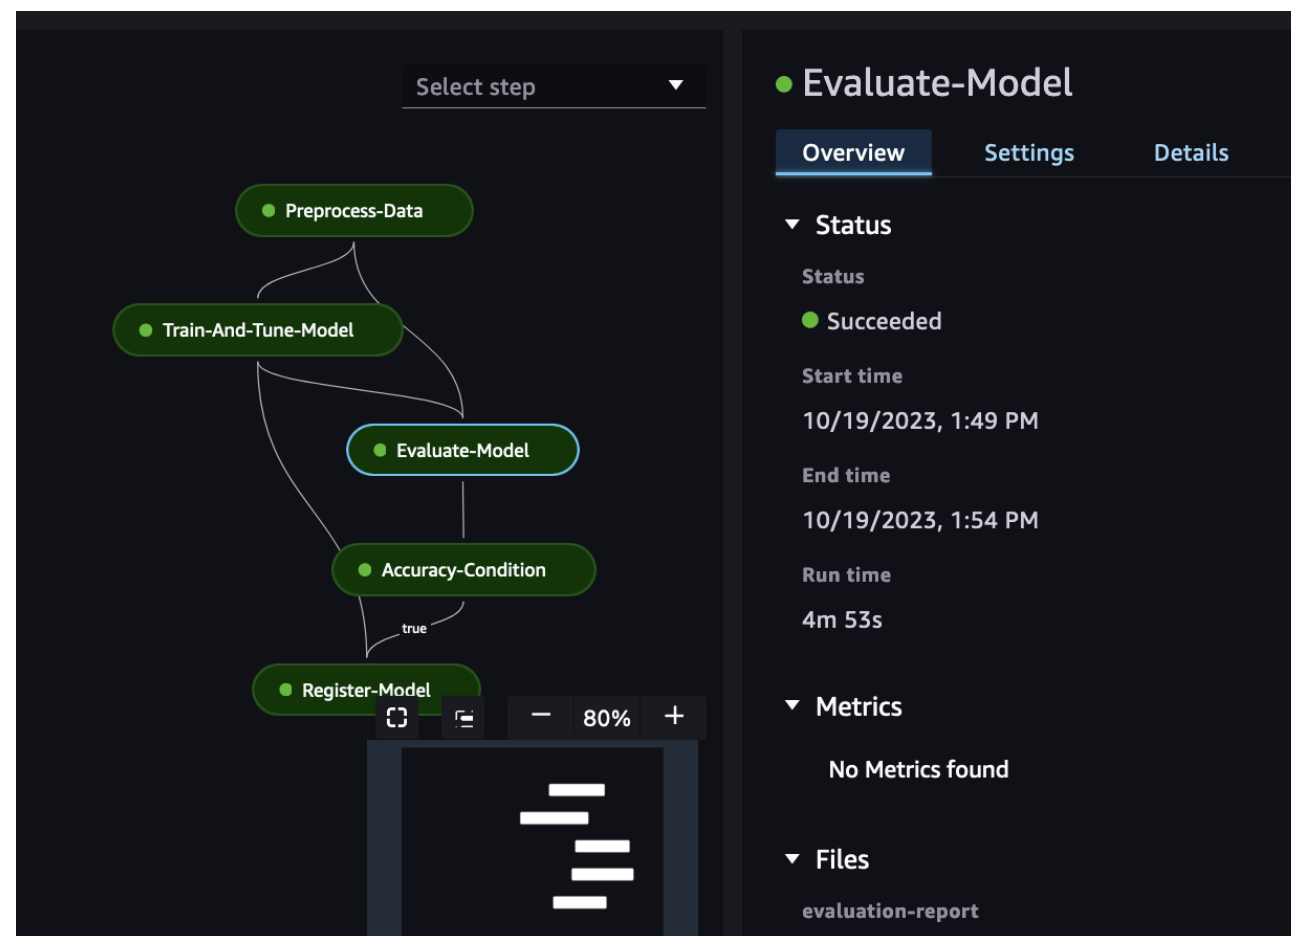 Select step
Preprocess-Data
Train-And-Tune-Model
Evaluate-Model
Accuracy-Condition
true
Register-Model
80%
Evaluate-Model
Overview Settings Details
Status
Status
Succeeded
Start time
10/19/2023, 1:49 PM
End time
10/19/2023, 1:54 PM
Run time
4m 53s
Metrics
No Metrics found
Files
evaluation-report